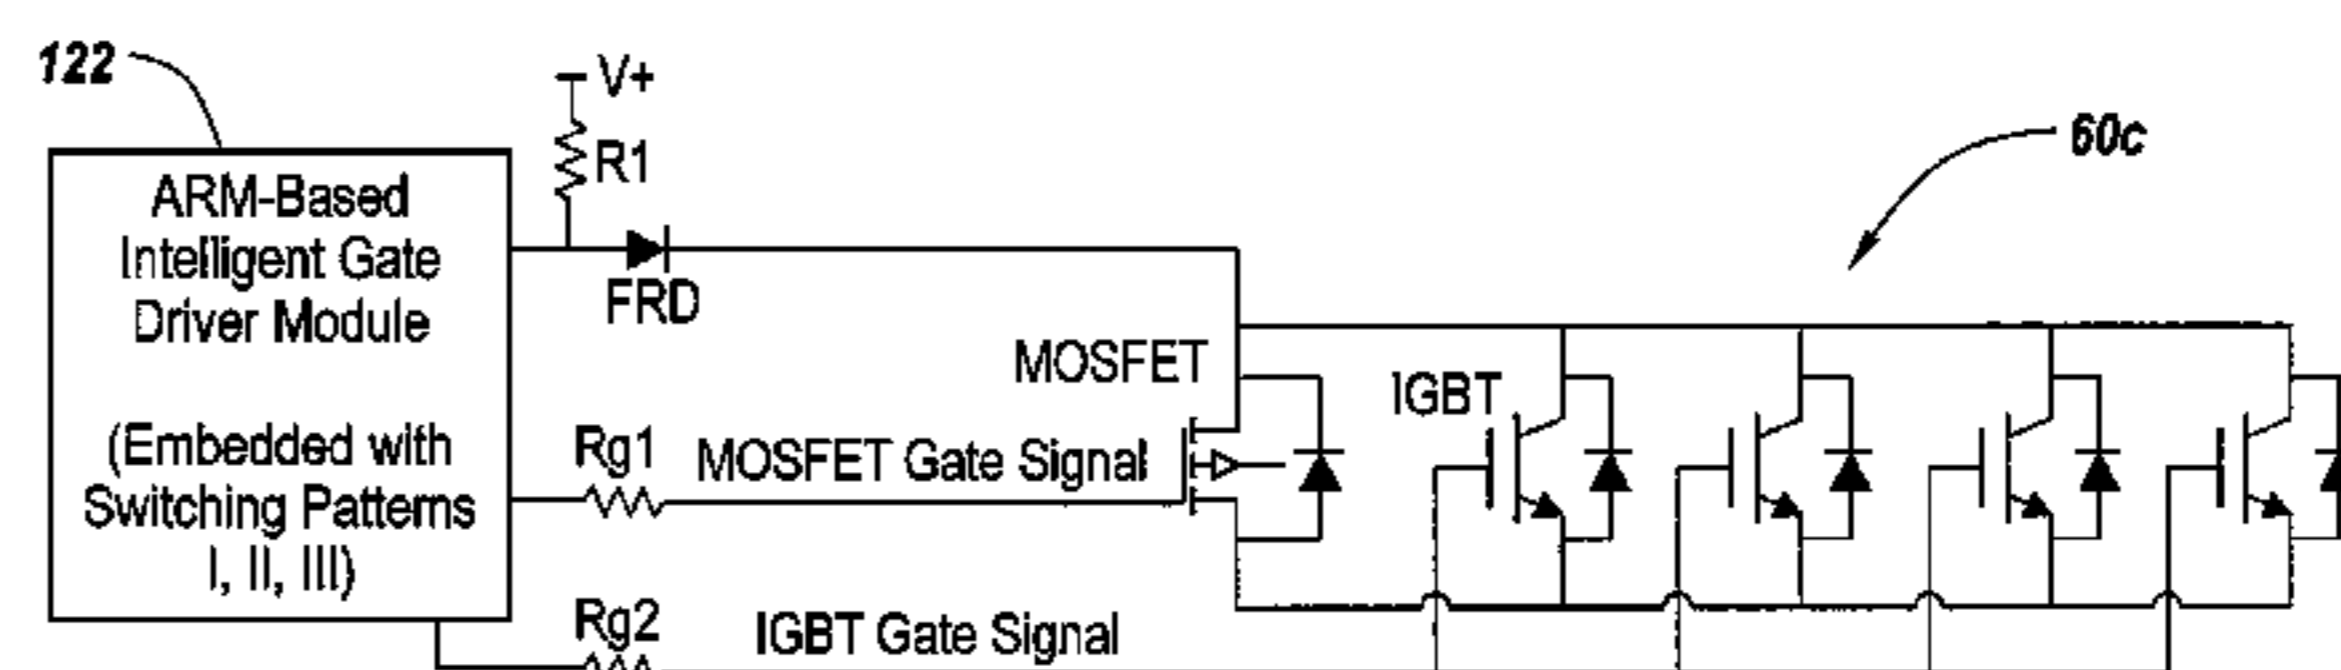 122
V+
R1
60c
ARM-Based
Intelligent Gate
Driver Module
FRD
MOSFET
IGBT
(Embedded with
Switching Patterns
I, II, III)
Rg1
MOSFET Gate Signal
Rg2
IGBT Gate Signal